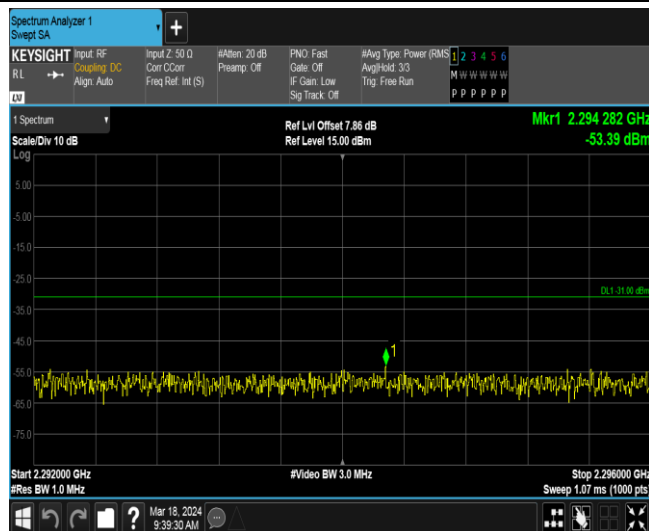 Spectrum Analyzer 1
Swept SA
+
KEYSIGHT
RL
Input: RF
Coupling: DC
Align: Auto
Input Z: 50 Ω
Corr CCorr
Freq Ref: Int (S)
#Atten: 20 dB
Preamp: Off
PNO: Fast
Gate: Off
IF Gain: Low
Sig Track: Off
#Avg Type: Power (RMS
Avg|Hold: 3/3
Trig: Free Run
1 2 3 4 5 6
M W W W W W
P P P P P P
LXI
1 Spectrum
Scale/Div 10 dB
Log
Ref Lvl Offset 7.86 dB
Ref Level 15.00 dBm
Mkr1 2.294 282 GHz
-53.39 dBm
5.00
-5.00
-15.0
-25.0
DL1 -31.00 dBm
-35.0
-45.0
1
-55.0
-65.0
-75.0
Start 2.292000 GHz
#Res BW 1.0 MHz
#Video BW 3.0 MHz
Stop 2.296000 GHz
Sweep 1.07 ms (1000 pts)
?
Mar 18, 2024
9:39:30 AM